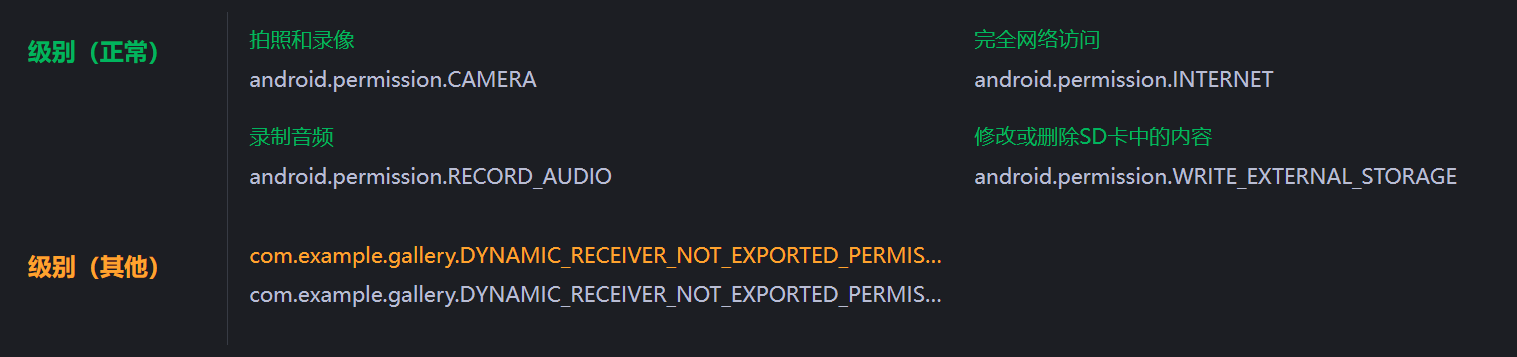 级别（正常）
拍照和录像
android.permission.CAMERA
完全网络访问
android.permission.INTERNET
录制音频
android.permission.RECORD_AUDIO
修改或删除SD卡中的内容
android.permission.WRITE_EXTERNAL_STORAGE
级别（其他）
com.example.gallery.DYNAMIC_RECEIVER_NOT_EXPORTED_PERMIS...
com.example.gallery.DYNAMIC_RECEIVER_NOT_EXPORTED_PERMIS...